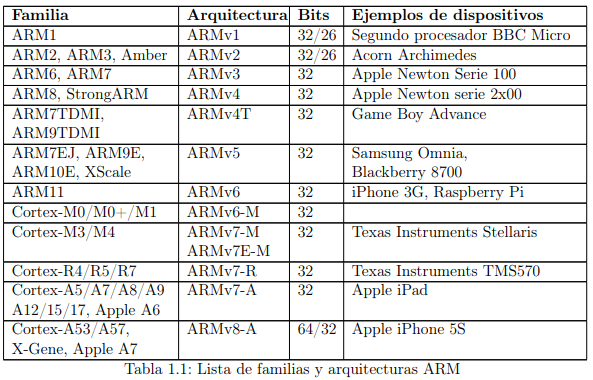 Familia Arquitectura Bits Ejemplos de dispositivos
ARM1 ARMv1 32/26 Segundo procesador BBC Micro
ARM2, ARM3, Amber ARMv2 32/26 Acorn Archimedes
ARM6, ARM7 ARMv3 32 Apple Newton Serie 100
ARM8, StrongARM ARMv4 32 Apple Newton serie 2x00
ARM7TDMI, ARMv4T 32 Game Boy Advance
ARM9TDMI
ARM7EJ, ARM9E, ARMv5 32 Samsung Omnia,
ARM10E, XScale Blackberry 8700
ARM11 ARMv6 32 iPhone 3G, Raspberry Pi
Cortex-M0/M0+/M1 ARMv6-M 32
Cortex-M3/M4 ARMv7-M 32 Texas Instruments Stellaris
ARMv7E-M
Cortex-R4/R5/R7 ARMv7-R 32 Texas Instruments TMS570
Cortex-A5/A7/A8/A9 ARMv7-A 32 Apple iPad
A12/15/17, Apple A6
Cortex-A53/A57, ARMv8-A 64/32 Apple iPhone 5S
X-Gene, Apple A7
Tabla 1.1: Lista de familias y arquitecturas ARM